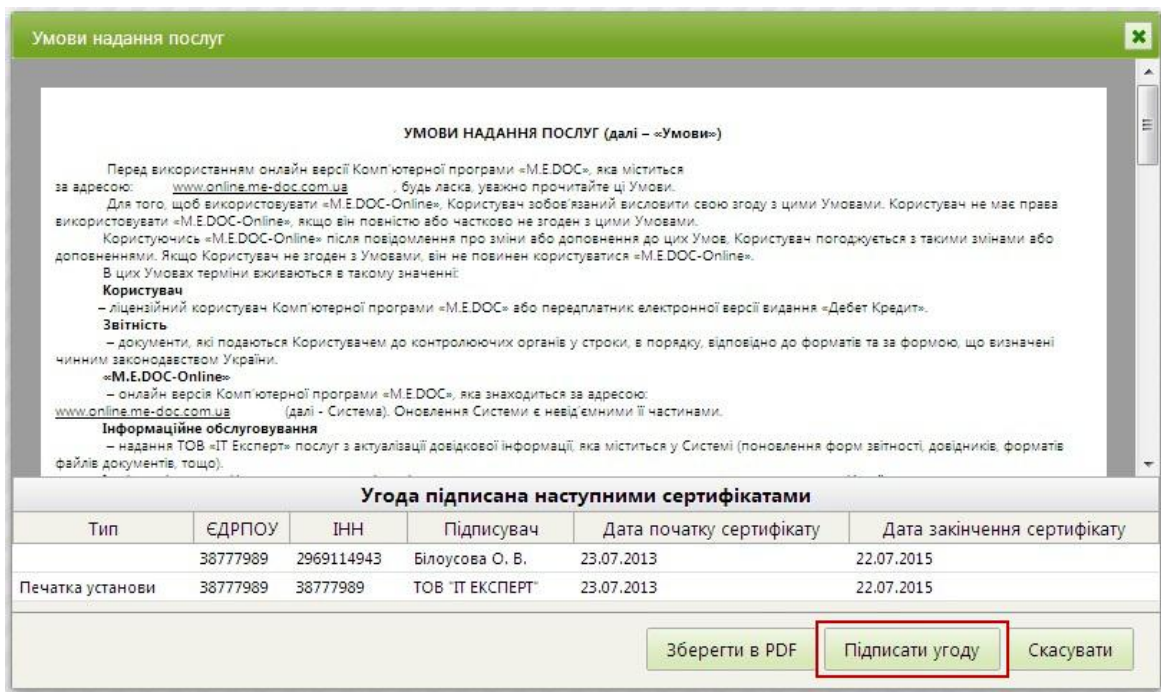 Умови надання послуг
УМОВИ НАДАННЯ ПОСЛУГ (далі – «Умови»)
Перед використанням онлайн версії Комп'ютерної програми «M.E.DOC», яка міститься
за адресою: www.online.me-doc.com.ua , будь ласка, уважно прочитайте ці Умови.
Для того, щоб використовувати «M.E.DOC-Online», Користувач зобов'язаний висловити свою згоду з цими Умовами. Користувач не має права
використовувати «M.E.DOC-Online», якщо він повністю або частково не згоден з цими Умовами.
Користуючись «M.E.DOC-Online» після повідомлення про зміни або доповнення до цих Умов, Користувач погоджується з такими змінами або
доповненнями. Якщо Користувач не згоден з Умовами, він не повинен користуватися «M.E.DOC-Online».
В цих Умовах терміни вживаються в такому значенні:
Користувач
– ліцензійний користувач Комп'ютерної програми «M.E.DOC» або передплатник електронної версії видання «Дебет Кредит».
Звітність
– документи, які подаються Користувачем до контролюючих органів у строки, в порядку, відповідно до форматів та за формою, що визначені
чинним законодавством України.
«M.E.DOC-Online»
– онлайн версія Комп'ютерної програми «M.E.DOC», яка знаходиться за адресою:
www.online.me-doc.com.ua (далі - Система). Оновлення Системи є невід'ємними її частинами.
Інформаційне обслуговування
– надання ТОВ «ІТ Експерт» послуг з актуалізації довідкової інформації, яка міститься у Системі (поновлення форм звітності, довідників, форматів
файлів документів, тощо).
Угода підписана наступними сертифікатами
Тип ЄДРПОУ ІНН Підписувач Дата початку сертифікату Дата закінчення сертифікату
38777989 2969114943 Білоусова О. В. 23.07.2013 22.07.2015
Печатка установи 38777989 38777989 ТОВ "ІТ ЕКСПЕРТ" 23.07.2013 22.07.2015
Зберегти в PDF Підписати угоду Скасувати